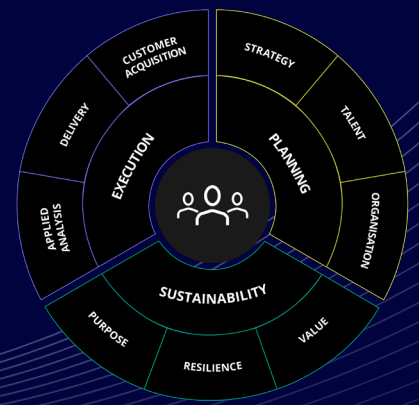 CUSTOMER
ACQUISITION
STRATEGY
DELIVERY
TALENT
EXECUTION
PLANNING
APPLIED
ANALYSIS
ORGANISATION
SUSTAINABILITY
PURPOSE
VALUE
RESILIENCE